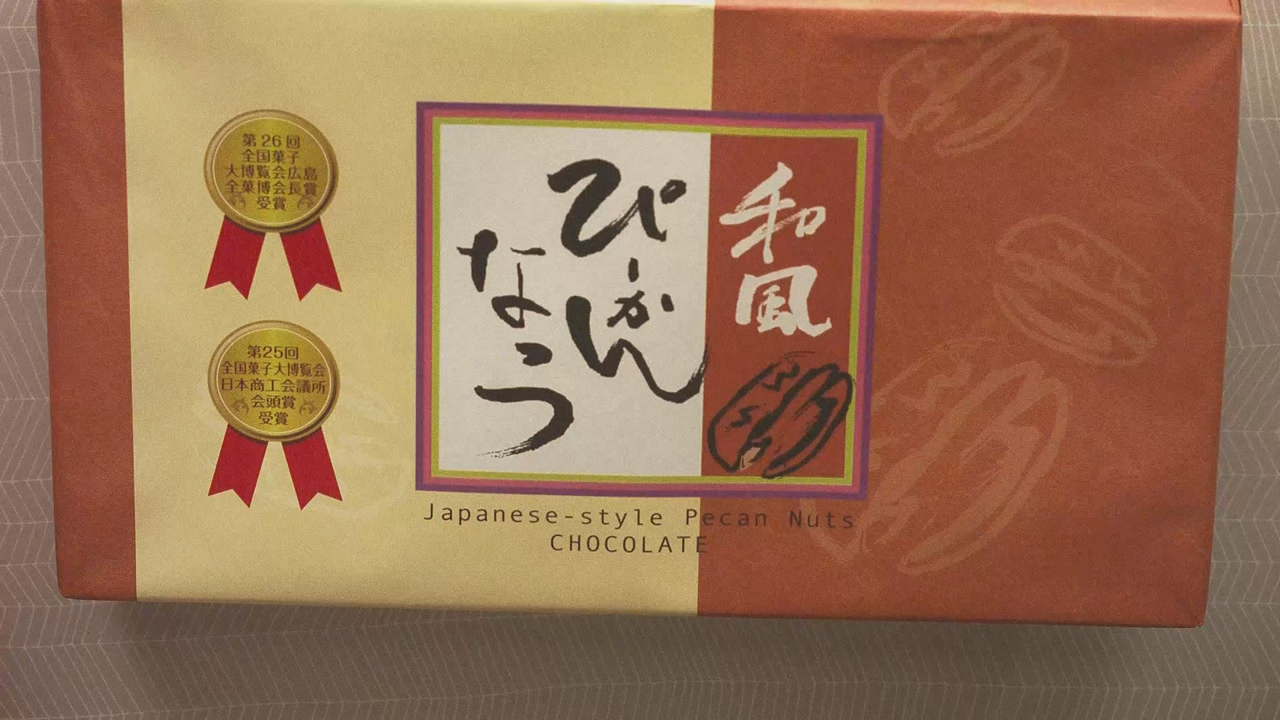 第26回
全国菓子
大博覧会広島
全菓博会長賞
受賞
第25回
全国菓子大博覧会
日本商工会議所
会頭賞
受賞
和風
ぴーかん
なっつ
Japanese-style Pecan Nuts
CHOCOLATE